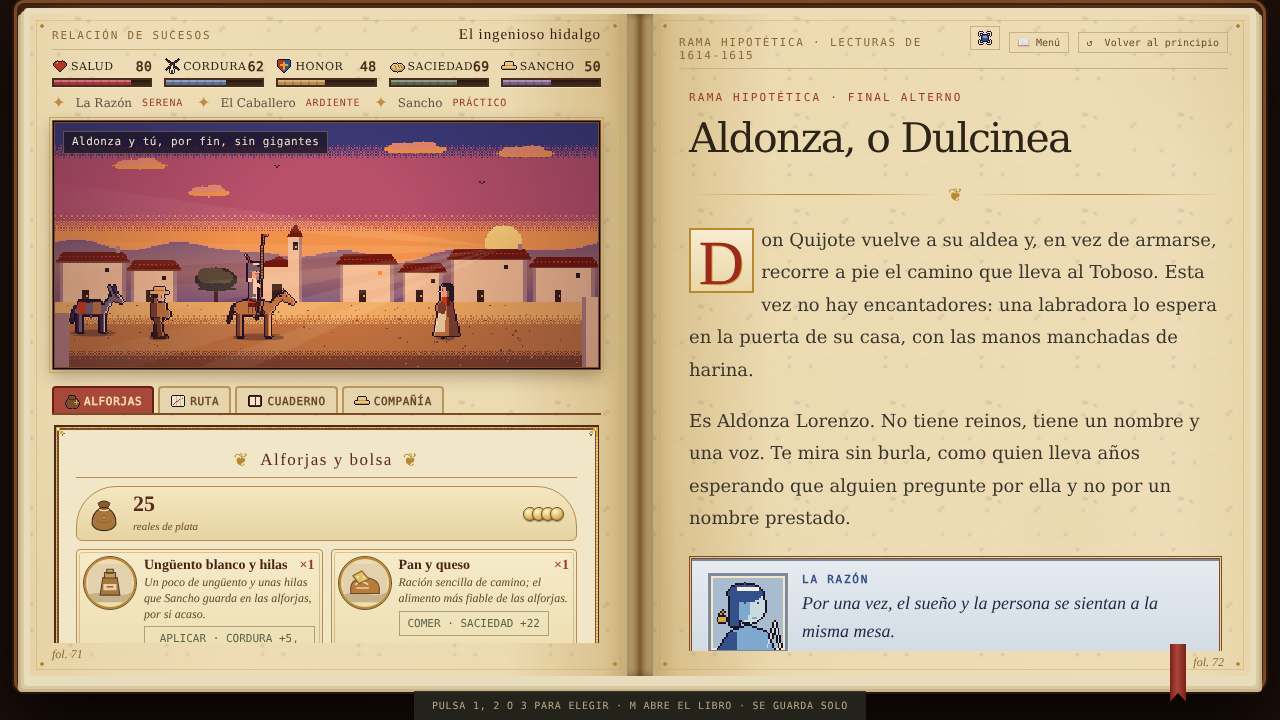 RELACIÓN DE SUCESOS
El ingenioso hidalgo
SALUD 80
CORDURA 62
HONOR 48
SACIEDAD 69
SANCHO 50
La Razón SERENA
El Caballero ARDIENTE
Sancho PRÁCTICO
Aldonza y tú, por fin, sin gigantes
ALFORJAS
RUTA
CUADERNO
COMPAÑÍA
Alforjas y bolsa
25
reales de plata
Ungüento blanco y hilas ×1
Un poco de ungüento y unas hilas
que Sancho guarda en las alforjas,
por si acaso.
APLICAR · CORDURA +5,
Pan y queso ×1
Ración sencilla de camino; el
alimento más fiable de las alforjas.
COMER · SACIEDAD +22
fol. 71
RAMA HIPOTÉTICA · LECTURAS DE
1614-1615
Menú
↺ Volver al principio
RAMA HIPOTÉTICA · FINAL ALTERNO
Aldonza, o Dulcinea
Don Quijote vuelve a su aldea y, en vez de armarse,
recorre a pie el camino que lleva al Toboso. Esta
vez no hay encantadores: una labradora lo espera
en la puerta de su casa, con las manos manchadas de
harina.
Es Aldonza Lorenzo. No tiene reinos, tiene un nombre y
una voz. Te mira sin burla, como quien lleva años
esperando que alguien pregunte por ella y no por un
nombre prestado.
LA RAZÓN
Por una vez, el sueño y la persona se sientan a la
misma mesa.
fol. 72
PULSA 1, 2 O 3 PARA ELEGIR · M ABRE EL LIBRO · SE GUARDA SOLO